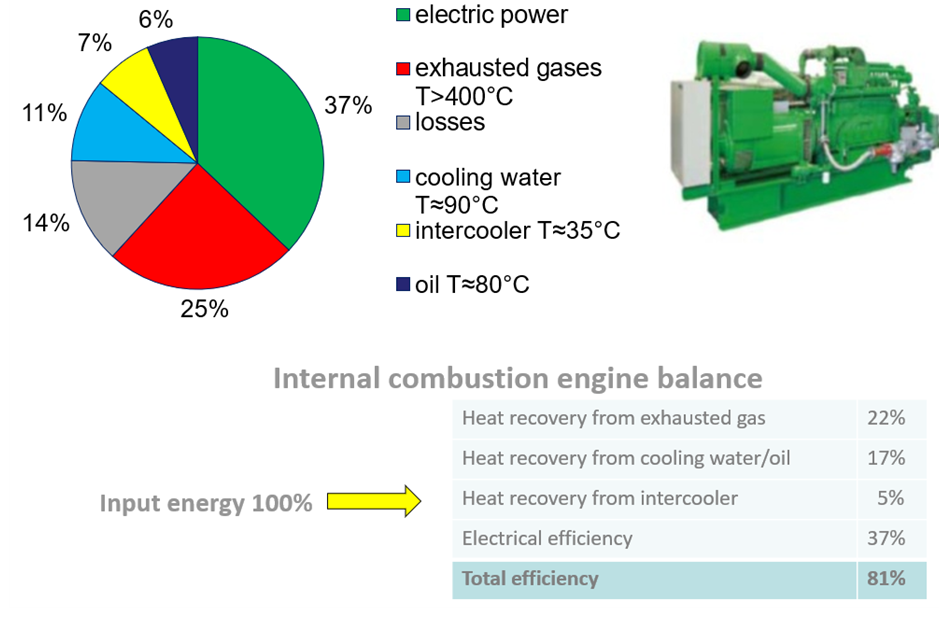 6%
7%
11%
37%
14%
25%
electric power
exhausted gases
T>400°C
losses
cooling water
T≈90°C
intercooler T≈35°C
oil T≈80°C
Internal combustion engine balance
Input energy 100%
Heat recovery from exhausted gas 22%
Heat recovery from cooling water/oil 17%
Heat recovery from intercooler 5%
Electrical efficiency 37%
Total efficiency 81%